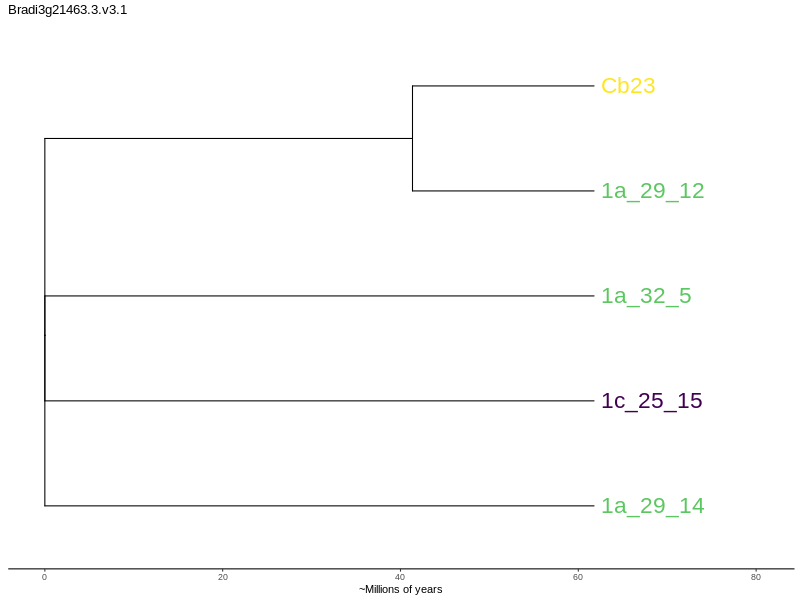 Bradi3g21463.3.v3.1
Cb23
1a_29_12
1a_32_5
1c_25_15
1a_29_14
0 20 40 60 80
~Millions of years